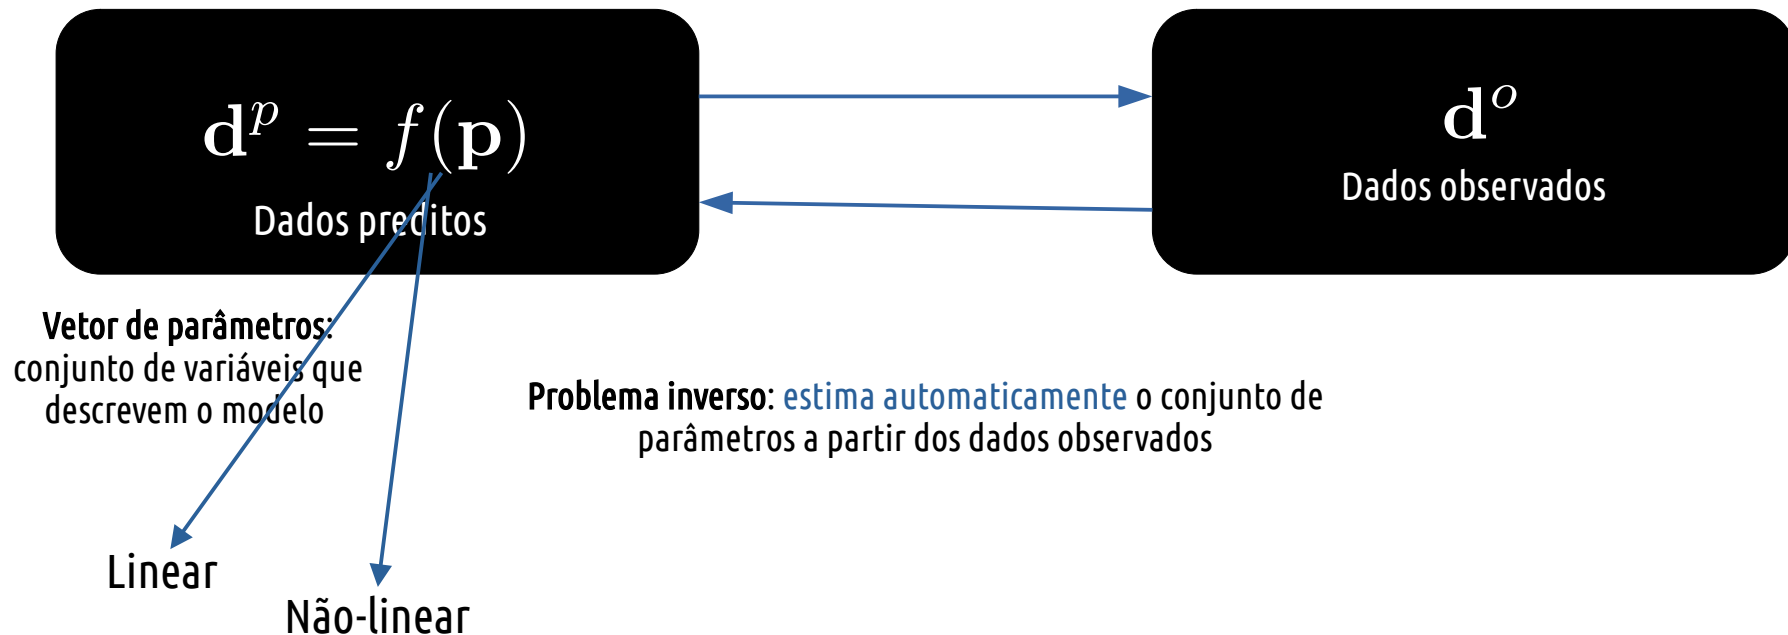 𝐝ᵖ = f(𝐩)
Dados preditos
𝐝ᵒ
Dados observados
Vetor de parâmetros:
conjunto de variáveis que
descrevem o modelo
Problema inverso: estima automaticamente o conjunto de
parâmetros a partir dos dados observados
Linear
Não-linear